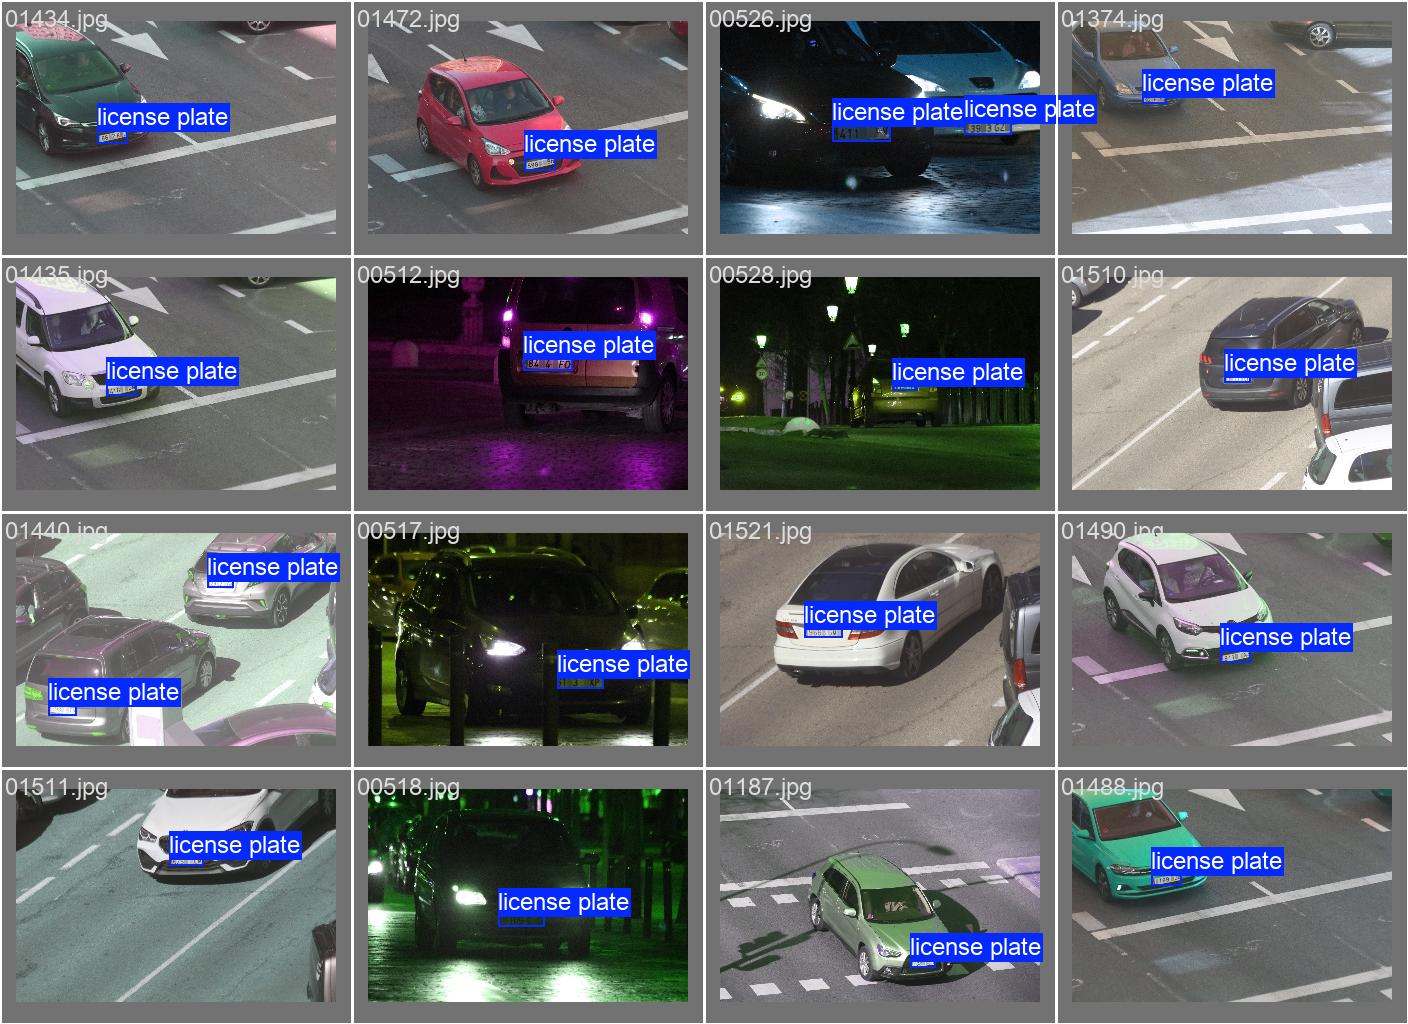 01434.jpg
license plate
01472.jpg
license plate
00526.jpg
license plate
license plate
01374.jpg
license plate
01435.jpg
license plate
00512.jpg
license plate
00528.jpg
license plate
01510.jpg
license plate
01440.jpg
license plate
license plate
00517.jpg
license plate
01521.jpg
license plate
01490.jpg
license plate
01511.jpg
license plate
00518.jpg
license plate
01187.jpg
license plate
01488.jpg
license plate